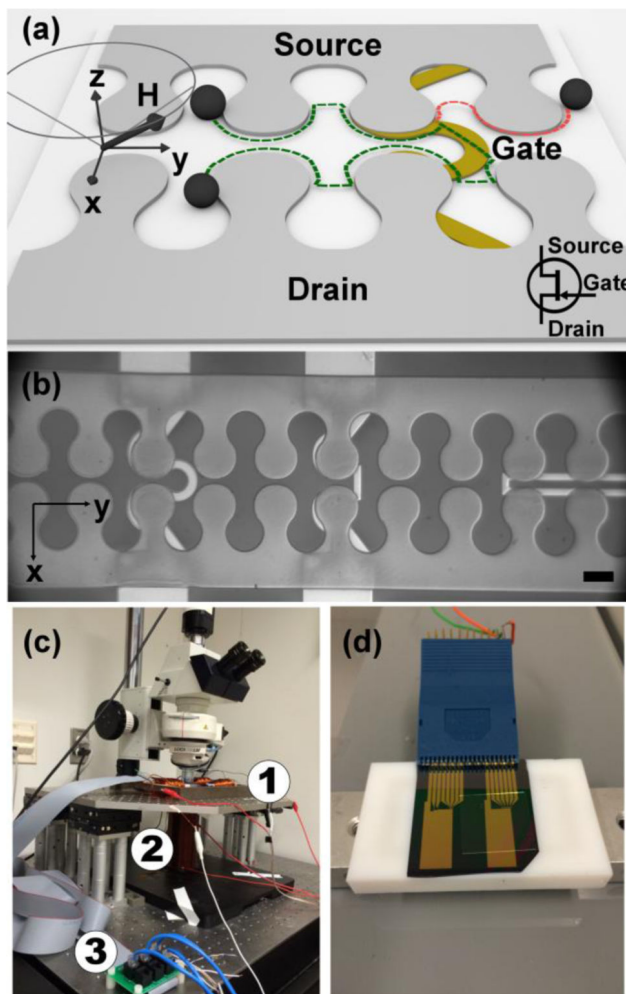 (a)
Source
z
H
y
x
Gate
Drain
Source
Gate
Drain
(b)
y
x
(c)
1
2
3
(d)